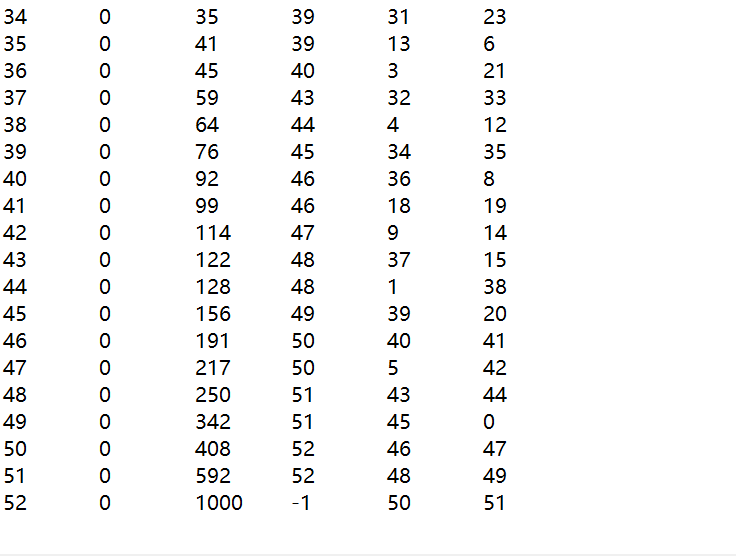 34 0 35 39 31 23
35 0 41 39 13 6
36 0 45 40 3 21
37 0 59 43 32 33
38 0 64 44 4 12
39 0 76 45 34 35
40 0 92 46 36 8
41 0 99 46 18 19
42 0 114 47 9 14
43 0 122 48 37 15
44 0 128 48 1 38
45 0 156 49 39 20
46 0 191 50 40 41
47 0 217 50 5 42
48 0 250 51 43 44
49 0 342 51 45 0
50 0 408 52 46 47
51 0 592 52 48 49
52 0 1000 -1 50 51